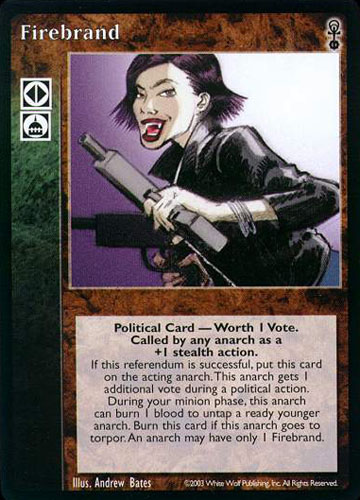 Firebrand
Political Card — Worth 1 Vote.
Called by any anarch as a
+1 stealth action.
If this referendum is successful, put this card
on the acting anarch. This anarch gets 1
additional vote during a political action.
During your minion phase, this anarch
can burn 1 blood to untap a ready younger
anarch. Burn this card if this anarch goes to
torpor. An anarch may have only 1 Firebrand.
Illus. Andrew Bates
©2003 White Wolf Publishing, Inc. All Rights Reserved.